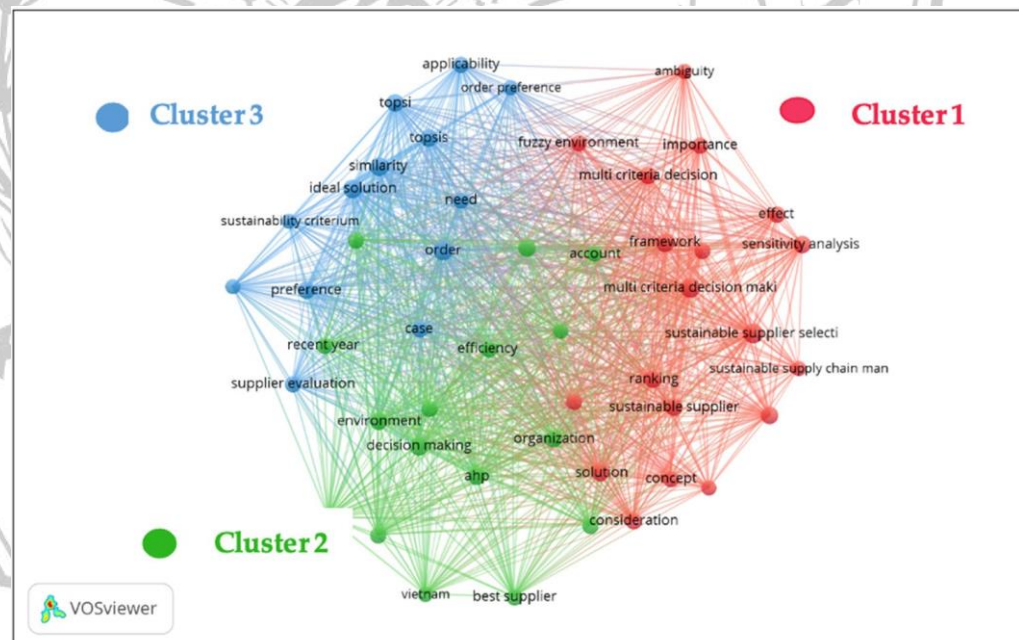 applicability
ambiguity
order preference
topsi
Cluster 3
Cluster 1
topsis
fuzzy environment
importance
similarity
multi criteria decision
ideal solution
need
sustainability criterium
effect
order
account
framework
sensitivity analysis
preference
multi criteria decision maki
case
sustainable supplier selecti
recent year
efficiency
sustainable supply chain man
supplier evaluation
ranking
sustainable supplier
environment
decision making
organization
ahp
solution
concept
consideration
Cluster 2
vietnam
best supplier
VOSviewer